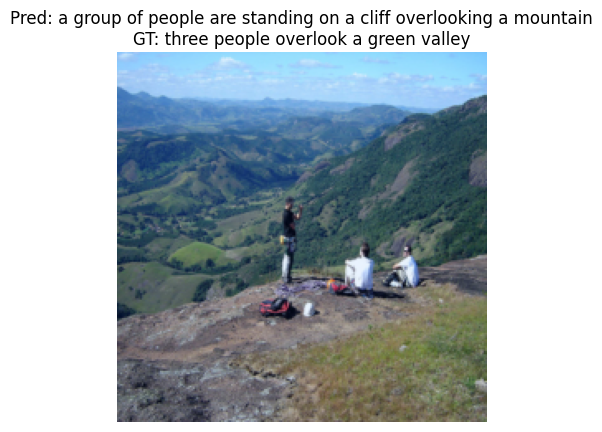 Pred: a group of people are standing on a cliff overlooking a mountain
GT: three people overlook a green valley